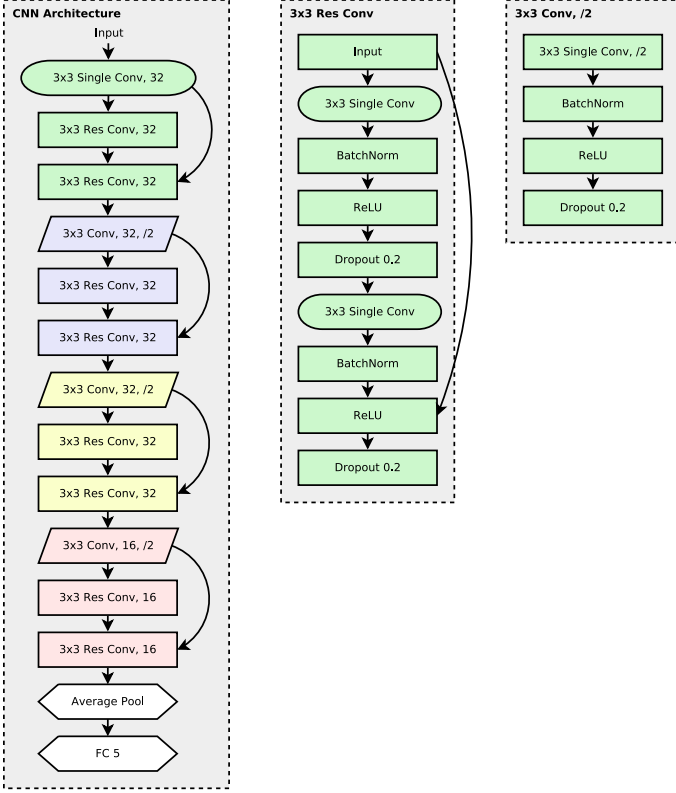 CNN Architecture
Input
3x3 Single Conv, 32
3x3 Res Conv, 32
3x3 Res Conv, 32
3x3 Conv, 32, /2
3x3 Res Conv, 32
3x3 Res Conv, 32
3x3 Conv, 32, /2
3x3 Res Conv, 32
3x3 Res Conv, 32
3x3 Conv, 16, /2
3x3 Res Conv, 16
3x3 Res Conv, 16
Average Pool
FC 5
3x3 Res Conv
Input
3x3 Single Conv
BatchNorm
ReLU
Dropout 0.2
3x3 Single Conv
BatchNorm
ReLU
Dropout 0.2
3x3 Conv, /2
3x3 Single Conv, /2
BatchNorm
ReLU
Dropout 0.2